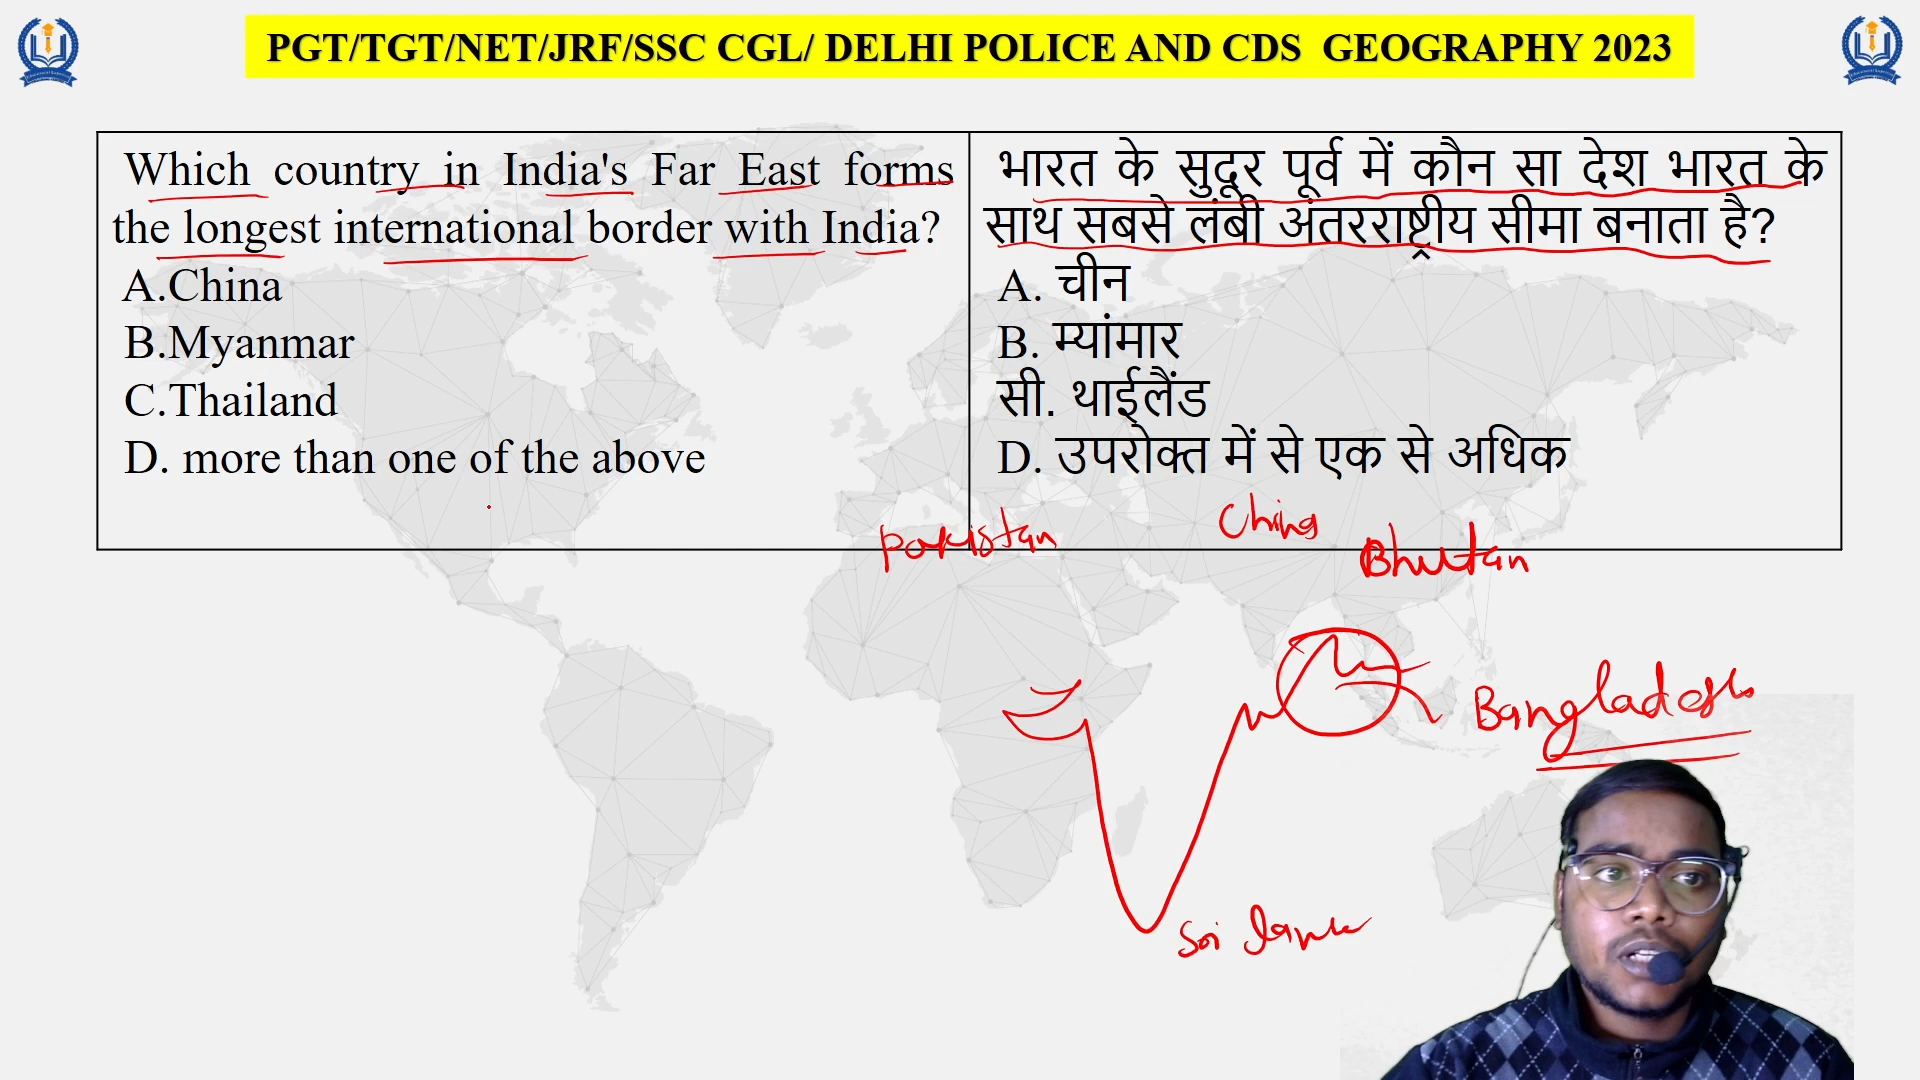 PGT/TGT/NET/JRF/SSC CGL/ DELHI POLICE AND CDS GEOGRAPHY 2023
Which country in India's Far East forms
the longest international border with India?
A.China
B.Myanmar
C.Thailand
D. more than one of the above
भारत के सुदूर पूर्व में कौन सा देश भारत के
साथ सबसे लंबी अंतरराष्ट्रीय सीमा बनाता है?
A. चीन
B. म्यांमार
सी. थाईलैंड
D. उपरोक्त में से एक से अधिक
Pakistan
China
Bhutan
Bangladesh
Sri lanka